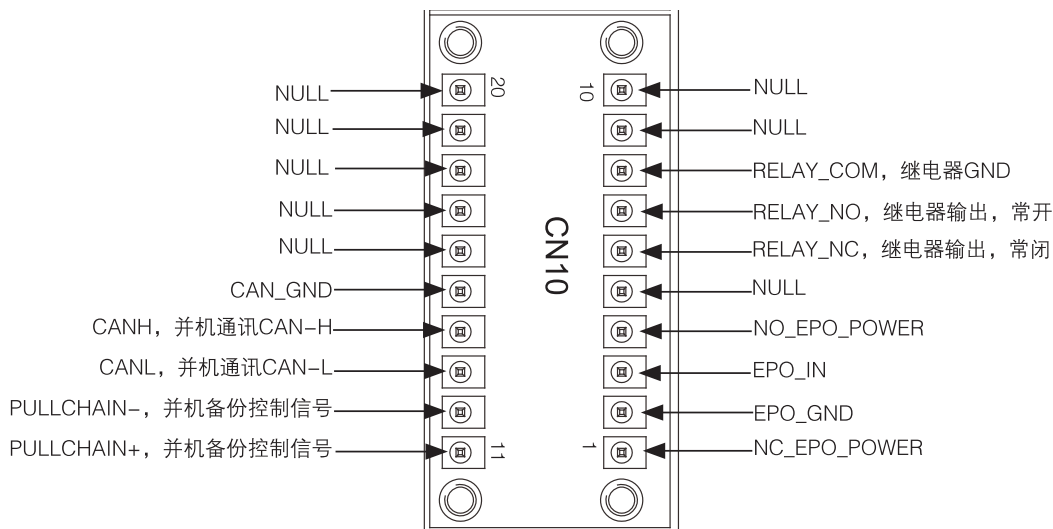 20
10
NULL
NULL
NULL
NULL
NULL
CAN_GND
CANH，并机通讯CAN-H
CANL，并机通讯CAN-L
PULLCHAIN-，并机备份控制信号
PULLCHAIN+，并机备份控制信号
CN10
NULL
NULL
RELAY_COM，继电器GND
RELAY_NO，继电器输出，常开
RELAY_NC，继电器输出，常闭
NULL
NO_EPO_POWER
EPO_IN
EPO_GND
NC_EPO_POWER
11
1